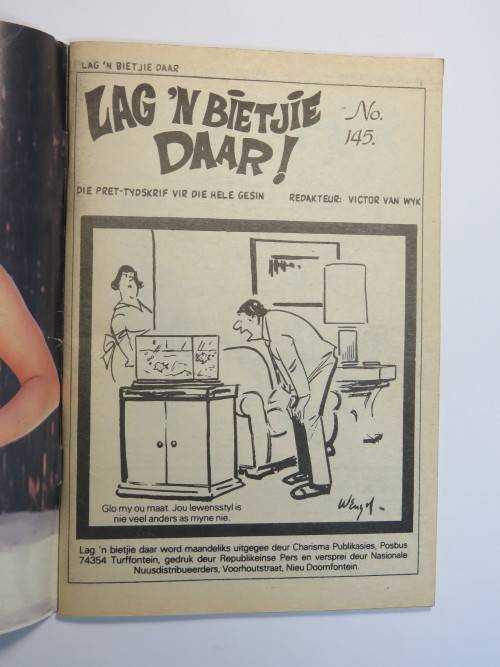 LAG 'N BIETJIE DAAR
LAG 'N BIETJIE
DAAR!
No.
145.
DIE PRET-TYDSKRIF VIR DIE HELE GESIN
REDAKTEUR: VICTOR VAN WYK
Glo my ou maat. Jou lewensstyl is
nie veel anders as myne nie.
Lag 'n bietjie daar word maandeliks uitgegee deur Charisma Publikasies, Posbus
74354 Turffontein, gedruk deur Republikeinse Pers en versprei deur Nasionale
Nuusdistribueerders, Voorhoutstraat, Nieu Doornfontein.